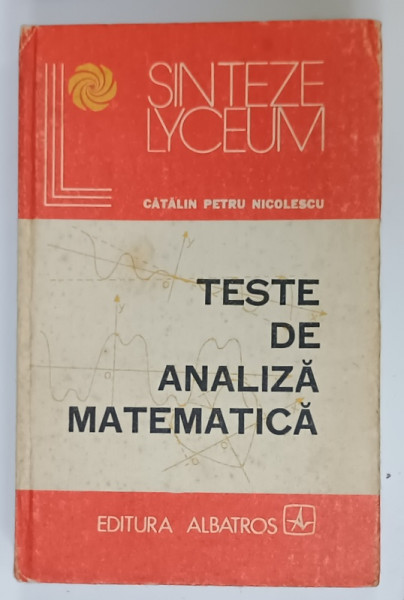 SINTEZE
LYCEUM
CĂTĂLIN PETRU NICOLESCU
TESTE
DE
ANALIZĂ
MATEMATICĂ
EDITURA ALBATROS